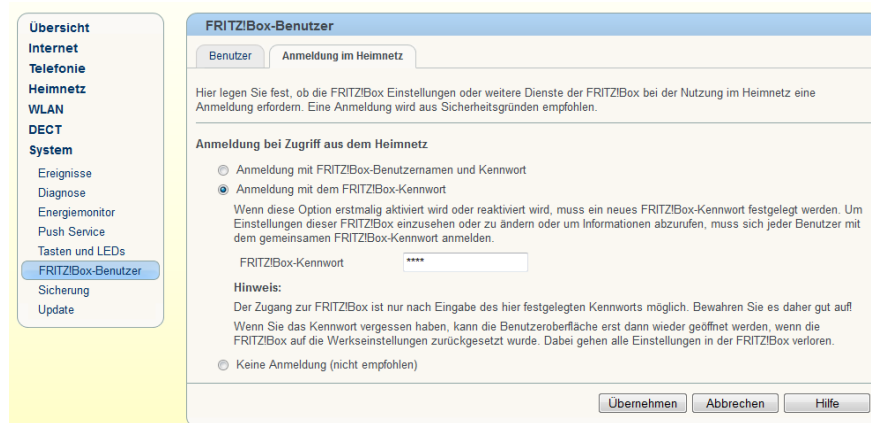 Übersicht
Internet
Telefonie
Heimnetz
WLAN
DECT
System
Ereignisse
Diagnose
Energiemonitor
Push Service
Tasten und LEDs
FRITZ!Box-Benutzer
Sicherung
Update
FRITZ!Box-Benutzer
Benutzer Anmeldung im Heimnetz
Hier legen Sie fest, ob die FRITZ!Box Einstellungen oder weitere Dienste der FRITZ!Box bei der Nutzung im Heimnetz eine
Anmeldung erfordern. Eine Anmeldung wird aus Sicherheitsgründen empfohlen.
Anmeldung bei Zugriff aus dem Heimnetz
Anmeldung mit FRITZ!Box-Benutzernamen und Kennwort
Anmeldung mit dem FRITZ!Box-Kennwort
Wenn diese Option erstmalig aktiviert wird oder reaktiviert wird, muss ein neues FRITZ!Box-Kennwort festgelegt werden. Um
Einstellungen dieser FRITZ!Box einzusehen oder zu ändern oder um Informationen abzurufen, muss sich jeder Benutzer mit
dem gemeinsamen FRITZ!Box-Kennwort anmelden.
FRITZ!Box-Kennwort ****
Hinweis:
Der Zugang zur FRITZ!Box ist nur nach Eingabe des hier festgelegten Kennworts möglich. Bewahren Sie es daher gut auf!
Wenn Sie das Kennwort vergessen haben, kann die Benutzeroberfläche erst dann wieder geöffnet werden, wenn die
FRITZ!Box auf die Werkseinstellungen zurückgesetzt wurde. Dabei gehen alle Einstellungen in der FRITZ!Box verloren.
Keine Anmeldung (nicht empfohlen)
Übernehmen Abbrechen Hilfe